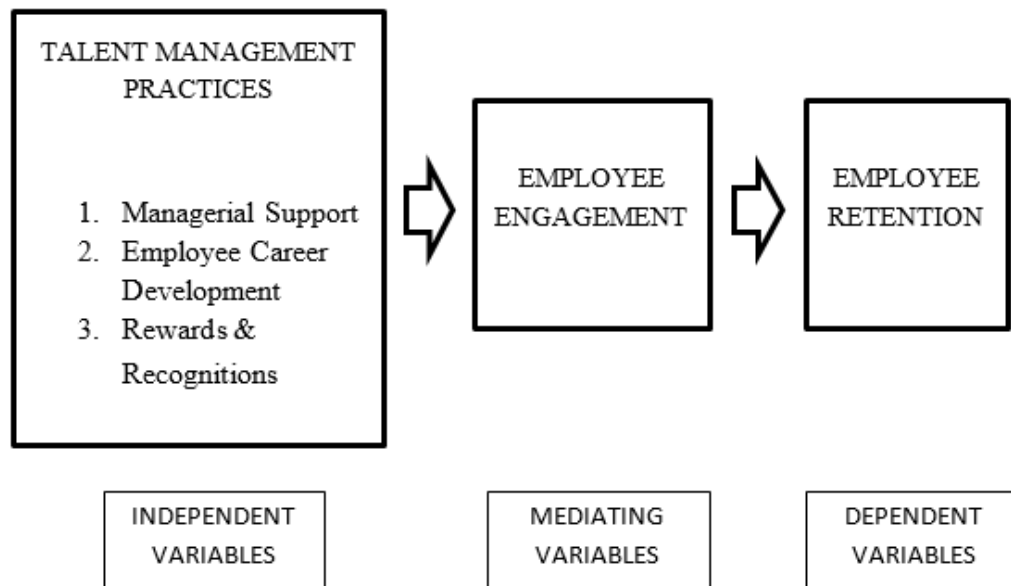 TALENT MANAGEMENT
PRACTICES
1. Managerial Support
2. Employee Career
Development
3. Rewards &
Recognitions
EMPLOYEE
ENGAGEMENT
EMPLOYEE
RETENTION
INDEPENDENT
VARIABLES
MEDIATING
VARIABLES
DEPENDENT
VARIABLES